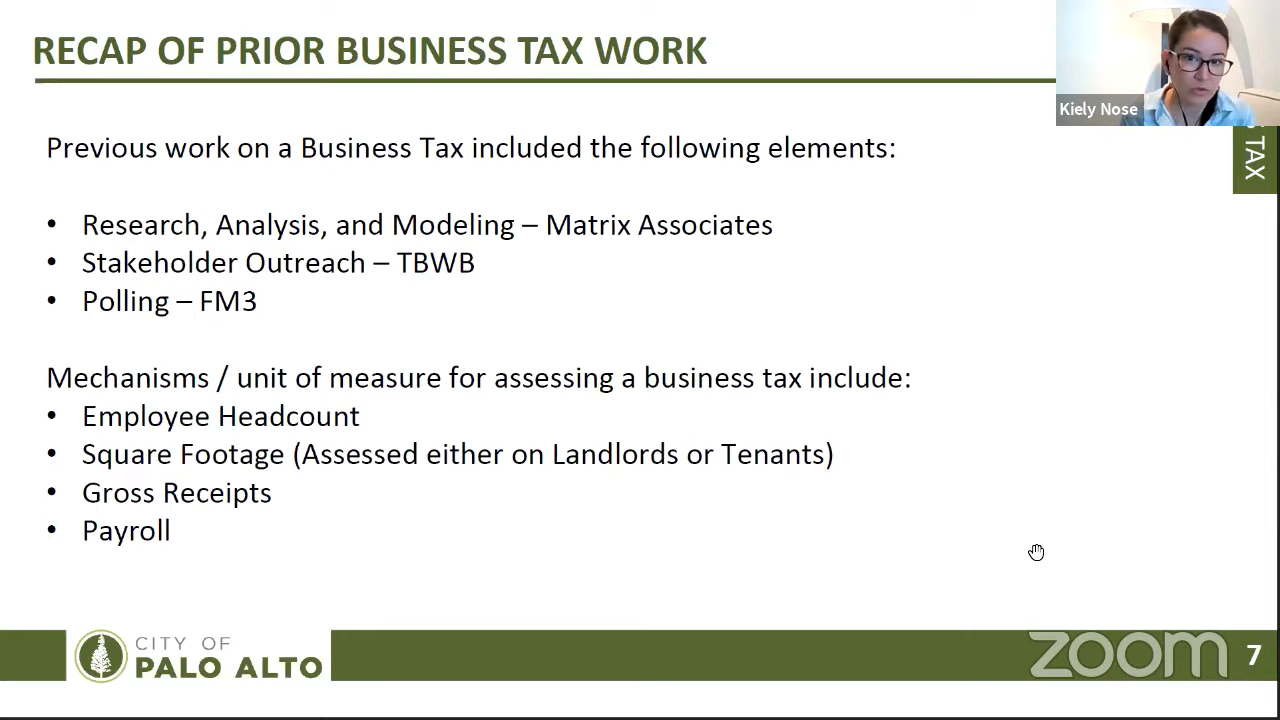 RECAP OF PRIOR BUSINESS TAX WORK
Kiely Nose
TAX
Previous work on a Business Tax included the following elements:
• Research, Analysis, and Modeling – Matrix Associates
• Stakeholder Outreach – TBWB
• Polling – FM3
Mechanisms / unit of measure for assessing a business tax include:
• Employee Headcount
• Square Footage (Assessed either on Landlords or Tenants)
• Gross Receipts
• Payroll
CITY OF
PALO ALTO
zoom
7